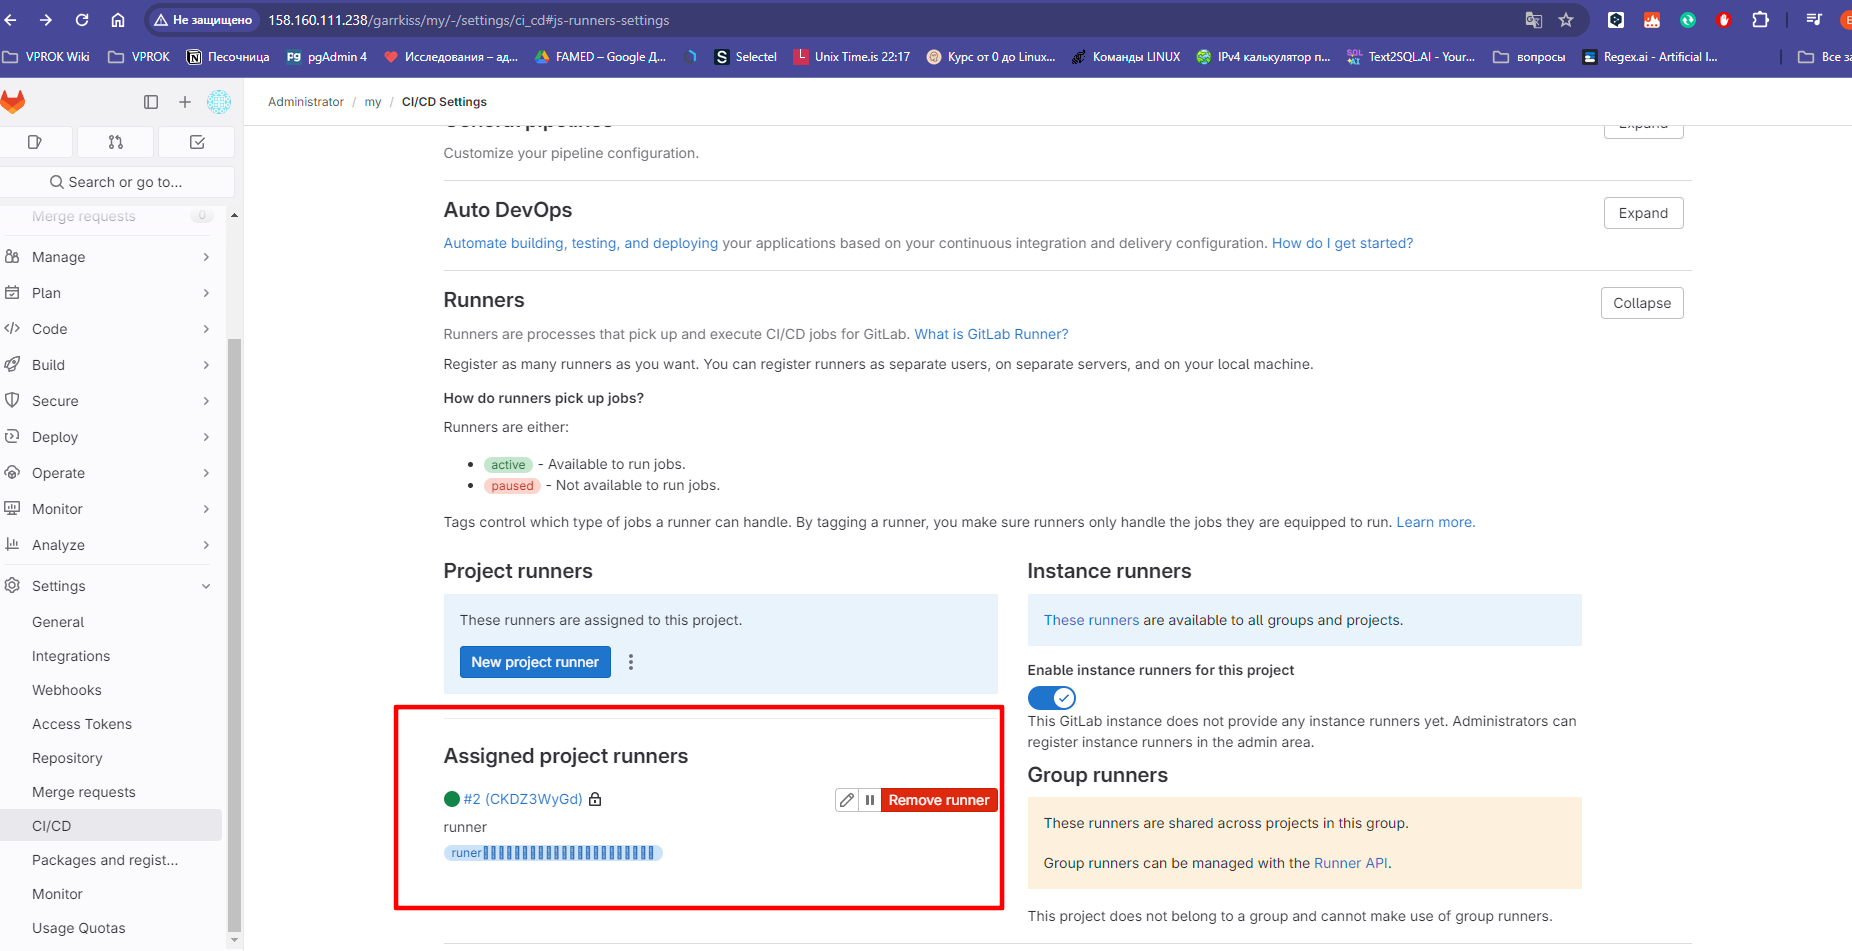 Не защищено 158.160.111.238/garrkiss/my/-/settings/ci_cd#js-runners-settings
VPROK Wiki VPROK Песочница pgAdmin 4 Исследования – ад... FAMED – Google Д... Selectel Unix Time.is 22:17 Курс от 0 до Linux... Команды LINUX IPv4 калькулятор п... Text2SQL.AI - Your... вопросы Regex.ai - Artificial I... Все за
Administrator / my / CI/CD Settings
Search or go to...
Merge requests 0
Manage
Plan
Code
Build
Secure
Deploy
Operate
Monitor
Analyze
Settings
General
Integrations
Webhooks
Access Tokens
Repository
Merge requests
CI/CD
Packages and regist...
Monitor
Usage Quotas
General pipelines
Expand
Customize your pipeline configuration.
Auto DevOps
Expand
Automate building, testing, and deploying your applications based on your continuous integration and delivery configuration. How do I get started?
Runners
Collapse
Runners are processes that pick up and execute CI/CD jobs for GitLab. What is GitLab Runner?
Register as many runners as you want. You can register runners as separate users, on separate servers, and on your local machine.
How do runners pick up jobs?
Runners are either:
active - Available to run jobs.
paused - Not available to run jobs.
Tags control which type of jobs a runner can handle. By tagging a runner, you make sure runners only handle the jobs they are equipped to run. Learn more.
Project runners
These runners are assigned to this project.
New project runner
Assigned project runners
#2 (CKDZ3WyGd)
Remove runner
runner
runer
Instance runners
These runners are available to all groups and projects.
Enable instance runners for this project
This GitLab instance does not provide any instance runners yet. Administrators can
register instance runners in the admin area.
Group runners
These runners are shared across projects in this group.
Group runners can be managed with the Runner API.
This project does not belong to a group and cannot make use of group runners.